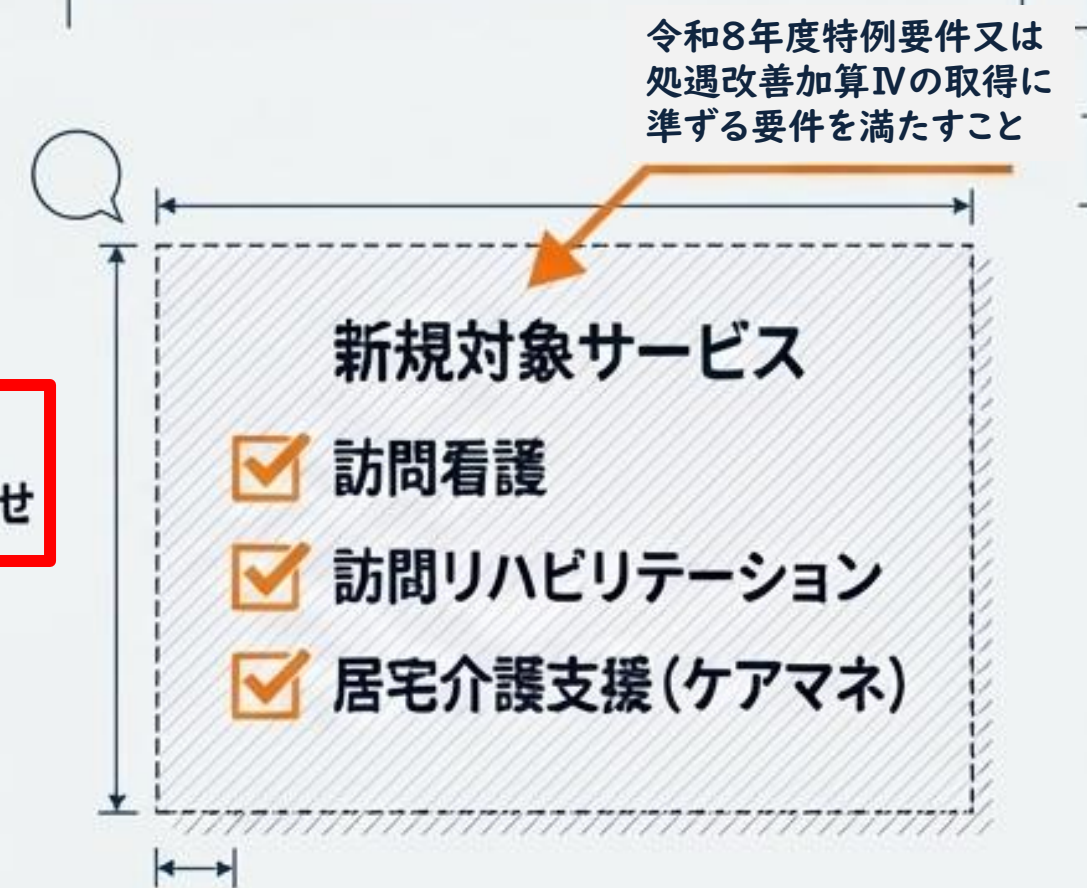 令和8年度特例要件又は
処遇改善加算Ⅳの取得に
準ずる要件を満たすこと
新規対象サービス
訪問看護
訪問リハビリテーション
居宅介護支援(ケアマネ)
せ